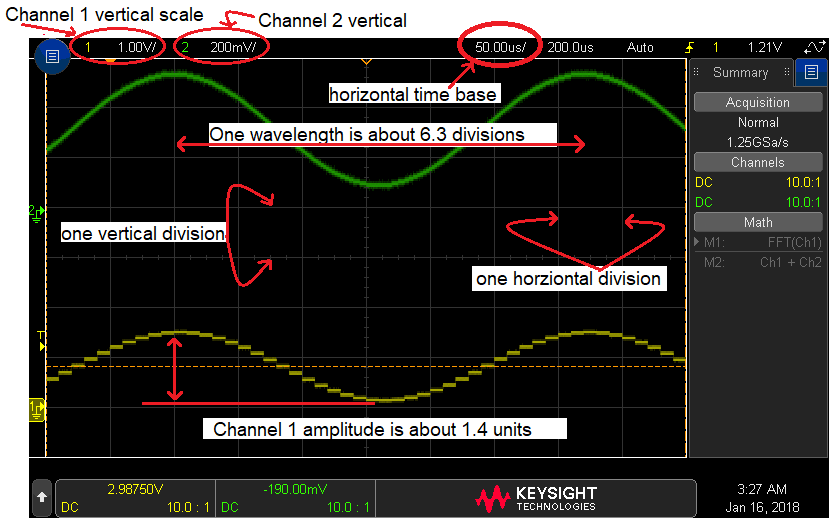 Channel 1 vertical scale
Channel 2 vertical
1 1.00V/ 2 200mV/ 50.00us/ 200.0us Auto 1 1.21V
Summary
horizontal time base
Acquisition
Normal
1.25GSa/s
One wavelength is about 6.3 divisions
Channels
DC 10.0:1
DC 10.0:1
2
Math
one vertical division
M1: FFT(Ch1)
M2: Ch1 + Ch2
one horziontal division
T
1
Channel 1 amplitude is about 1.4 units
2.98750V -190.00mV
DC 10.0 : 1 DC 10.0 : 1
KEYSIGHT
TECHNOLOGIES
3:27 AM
Jan 16, 2018